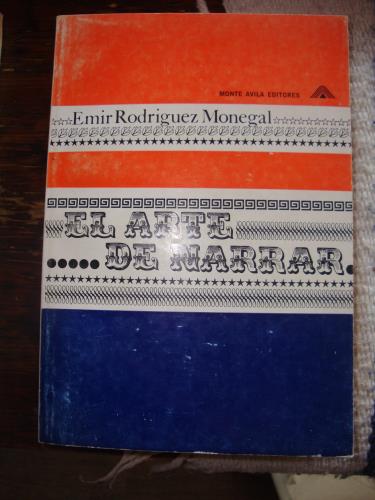 MONTE AVILA EDITORES
Emir Rodriguez Monegal
EL ARTE
.....DE NARRAR.